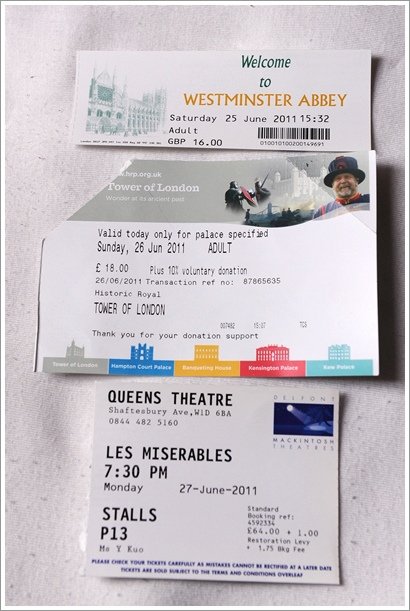 Welcome
to
WESTMINSTER ABBEY
Saturday 25 June 2011 15:32
Adult
GBP 16.00
010010100200149691
www.hrp.org.uk
Tower of London
Wonder at its ancient past
Valid today only for palace specified
Sunday, 26 Jun 2011 ADULT
£ 18.00 Plus 10% voluntary donation
26/06/2011 Transaction ref no: 87865635
Historic Royal
TOWER OF LONDON
007482 15:07 TC5
Thank you for your donation support
Tower of London Hampton Court Palace Banqueting House Kensington Palace Kew Palace
QUEENS THEATRE
Shaftesbury Ave,W1D 6BA
0844 482 5160
DELFONT
MACKINTOSH
THEATRES
LES MISERABLES
7:30 PM
Monday 27-June-2011
STALLS
P13
Ms Y Kuo
Standard
Booking ref:
4592334
£64.00 + 1.00
Restoration Levy
+ 1.75 Bkg Fee
PLEASE CHECK YOUR TICKETS CAREFULLY AS MISTAKES CANNOT BE RECTIFIED AT A LATER DATE
TICKETS ARE SOLD SUBJECT TO THE TERMS AND CONDITIONS OVERLEAF